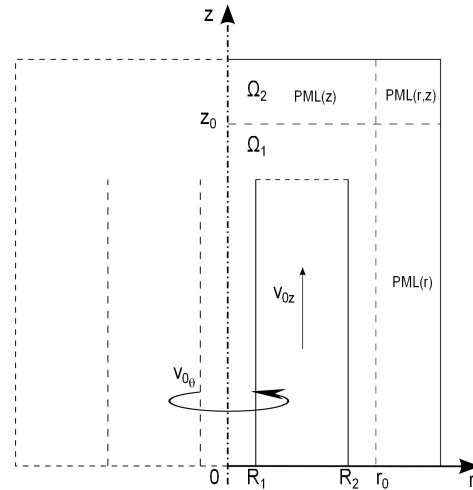 z
Ω₂ PML(z) PML(r,z)
z₀
Ω₁
v₀z PML(r)
v₀θ
0 R₁ R₂ r₀ r